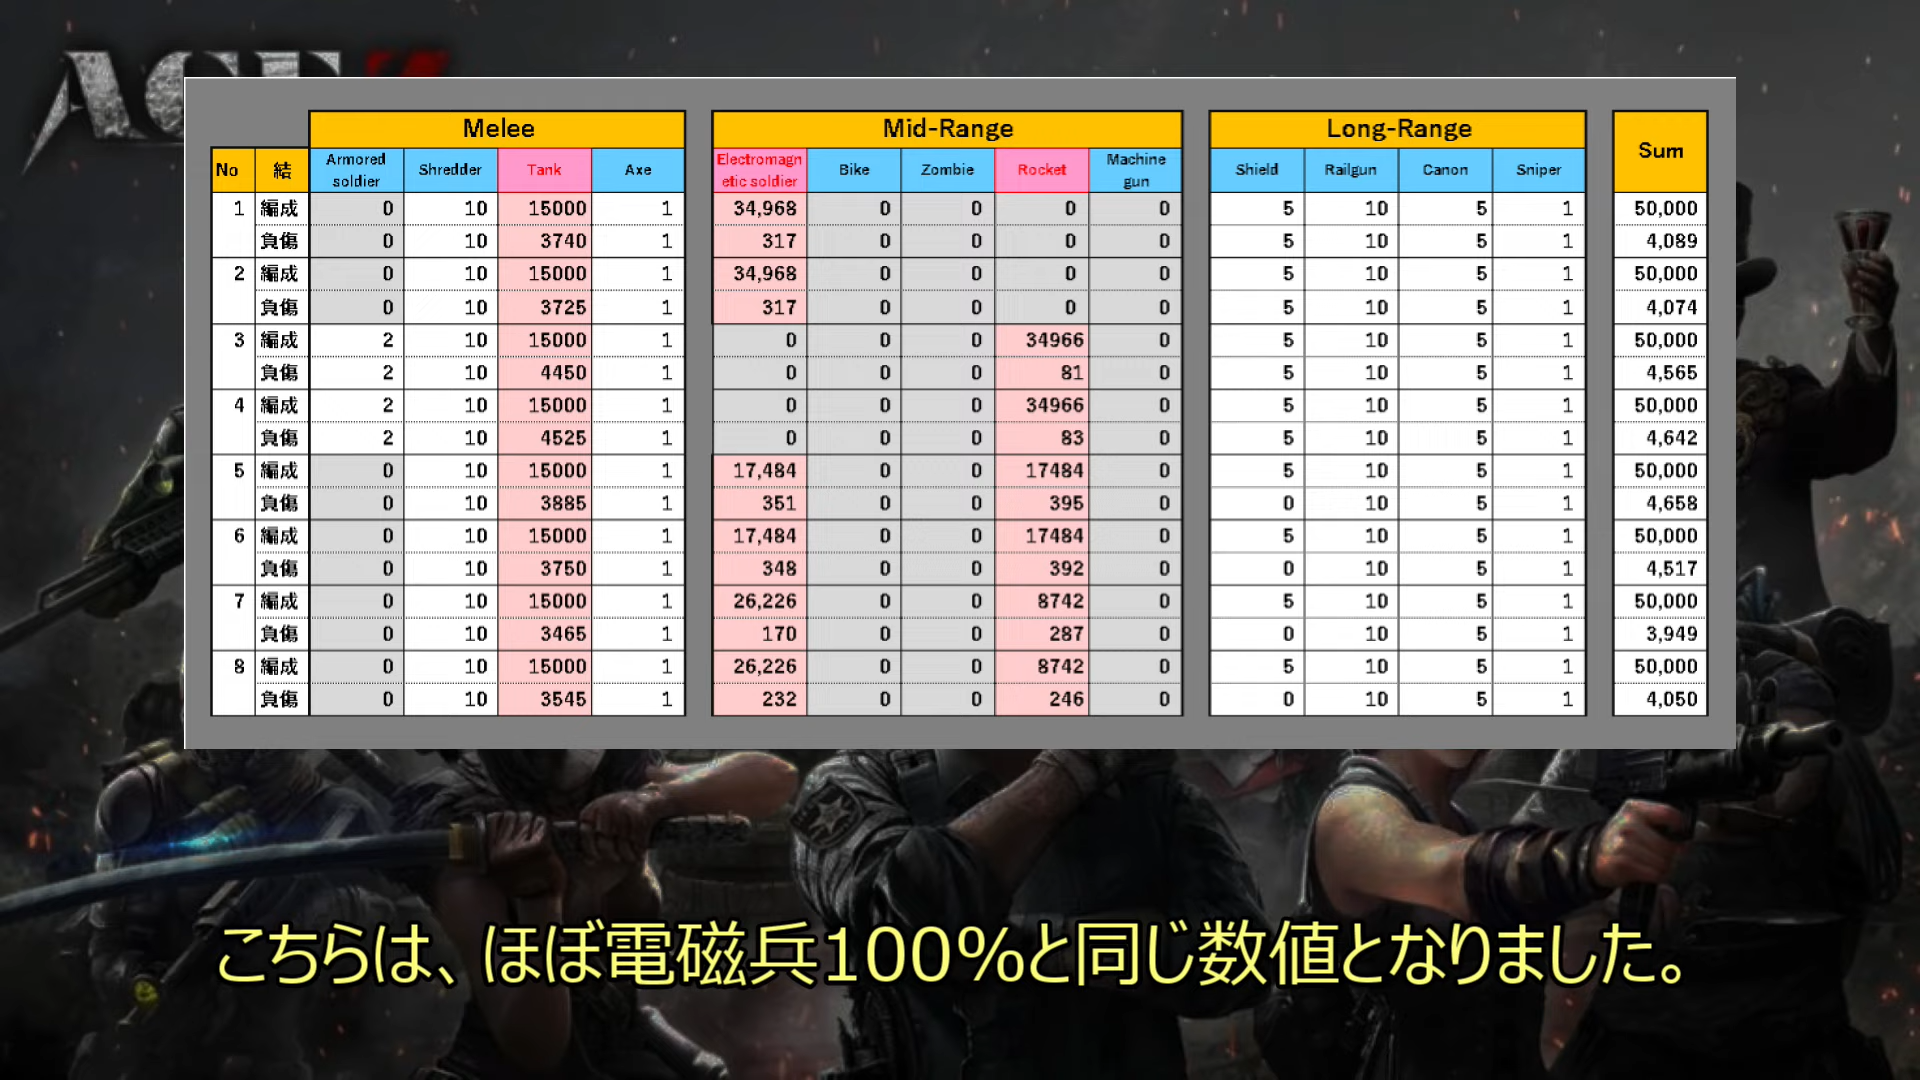 Melee Mid-Range Long-Range Sum
No 結 Armored soldier Shredder Tank Axe Electromagn etic soldier Bike Zombie Rocket Machine gun Shield Railgun Canon Sniper
1 編成 0 10 15000 1 34,968 0 0 0 0 5 10 5 1 50,000
負傷 0 10 3740 1 317 0 0 0 0 5 10 5 1 4,089
2 編成 0 10 15000 1 34,968 0 0 0 0 5 10 5 1 50,000
負傷 0 10 3725 1 317 0 0 0 0 5 10 5 1 4,074
3 編成 2 10 15000 1 0 0 0 34966 0 5 10 5 1 50,000
負傷 2 10 4450 1 0 0 0 81 0 5 10 5 1 4,565
4 編成 2 10 15000 1 0 0 0 34966 0 5 10 5 1 50,000
負傷 2 10 4525 1 0 0 0 83 0 5 10 5 1 4,642
5 編成 0 10 15000 1 17,484 0 0 17484 0 5 10 5 1 50,000
負傷 0 10 3885 1 351 0 0 395 0 0 10 5 1 4,658
6 編成 0 10 15000 1 17,484 0 0 17484 0 5 10 5 1 50,000
負傷 0 10 3750 1 348 0 0 392 0 0 10 5 1 4,517
7 編成 0 10 15000 1 26,226 0 0 8742 0 5 10 5 1 50,000
負傷 0 10 3465 1 170 0 0 287 0 0 10 5 1 3,949
8 編成 0 10 15000 1 26,226 0 0 8742 0 5 10 5 1 50,000
負傷 0 10 3545 1 232 0 0 246 0 0 10 5 1 4,050
こちらは、ほぼ電磁兵100%と同じ数値となりました。